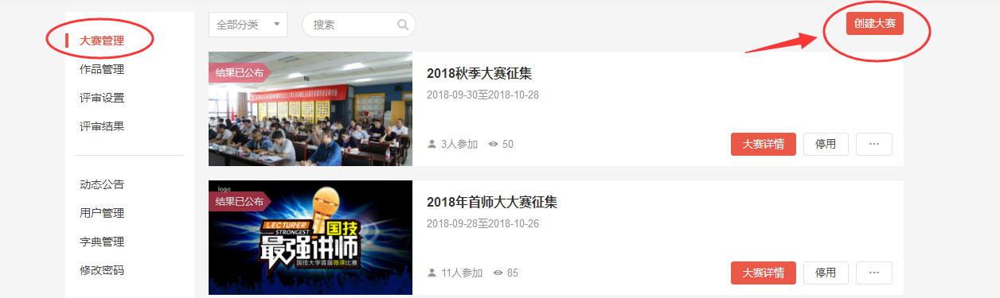 大赛管理
作品管理
评审设置
评审结果
动态公告
用户管理
字典管理
修改密码
全部分类
搜索
创建大赛
结果已公布
2018秋季大赛征集
2018-09-30至2018-10-28
3人参加
50
大赛详情
停用
...
logo
结果已公布
LECTURER
STRONGEST
国技
最强讲师
国技大学首届微课比赛
2018年首师大大赛征集
2018-09-28至2018-10-26
11人参加
85
大赛详情
停用
...